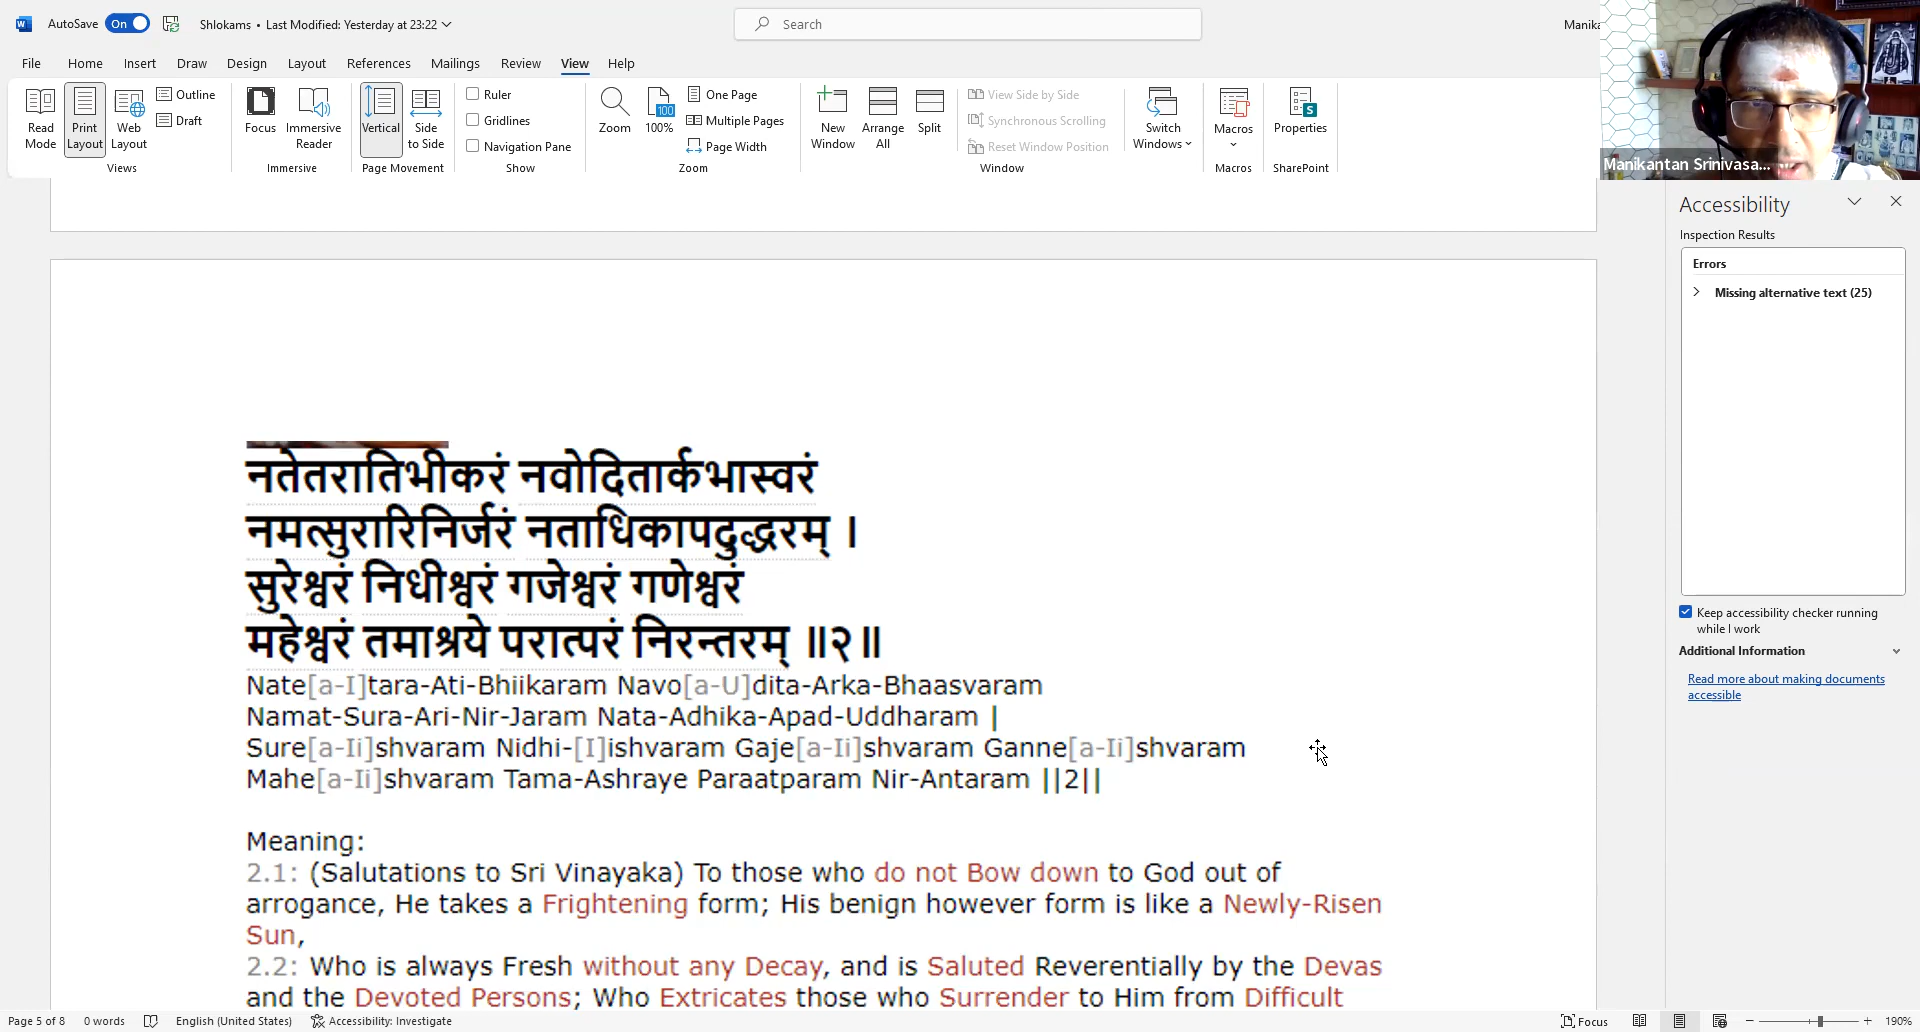 AutoSave On Shlokams • Last Modified: Yesterday at 23:22 Search
File Home Insert Draw Design Layout References Mailings Review View Help
Read Mode
Print Layout
Web Layout
Outline
Draft
Views
Focus
Immersive Reader
Immersive
Vertical
Side to Side
Page Movement
Ruler
Gridlines
Navigation Pane
Show
Zoom
100
100%
One Page
Multiple Pages
Page Width
Zoom
New Window
Arrange All
Split
View Side by Side
Synchronous Scrolling
Reset Window Position
Switch Windows
Window
Macros
Macros
Properties
SharePoint
Manikantan Srinivasa...
Accessibility
Inspection Results
Errors
Missing alternative text (25)
Keep accessibility checker running
while I work
Additional Information
Read more about making documents
accessible
नतेतरातिभीकरं नवोदितार्कभास्वरं
नमत्सुरारिनिर्जरं नताधिकापदुद्धरम् ।
सुरेश्वरं निधीश्वरं गजेश्वरं गणेश्वरं
महेश्वरं तमाश्रये परात्परं निरन्तरम् ॥२॥
Nate[a-I]tara-Ati-Bhiikaram Navo[a-U]dita-Arka-Bhaasvaram
Namat-Sura-Ari-Nir-Jaram Nata-Adhika-Apad-Uddharam |
Sure[a-Ii]shvaram Nidhi-[I]ishvaram Gaje[a-Ii]shvaram Ganne[a-Ii]shvaram
Mahe[a-Ii]shvaram Tama-Ashraye Paraatparam Nir-Antaram ||2||
Meaning:
2.1: (Salutations to Sri Vinayaka) To those who do not Bow down to God out of
arrogance, He takes a Frightening form; His benign however form is like a Newly-Risen
Sun,
2.2: Who is always Fresh without any Decay, and is Saluted Reverentially by the Devas
and the Devoted Persons; Who Extricates those who Surrender to Him from Difficult
Page 5 of 8 0 words English (United States) Accessibility: Investigate Focus 190%